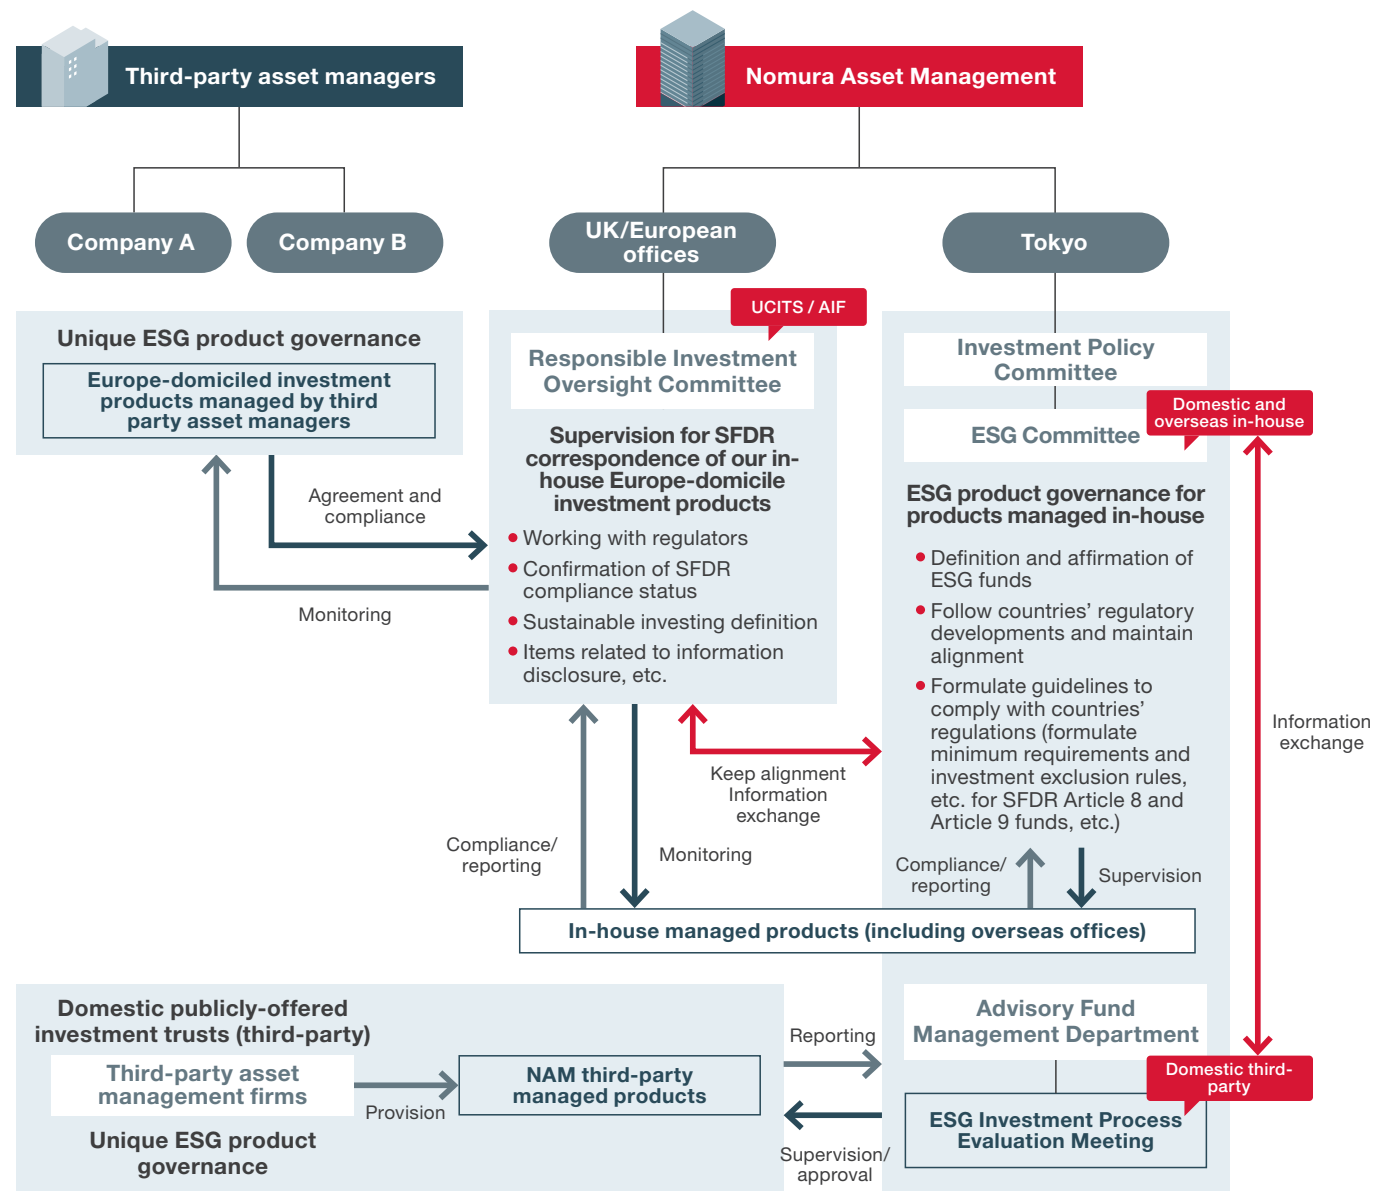 Third-party asset managers
Nomura Asset Management
Company A
Company B
UK/European
offices
Tokyo
Unique ESG product governance
Europe-domiciled investment
products managed by third
party asset managers
Agreement and
compliance
Monitoring
UCITS / AIF
Responsible Investment
Oversight Committee
Supervision for SFDR
correspondence of our in-
house Europe-domicile
investment products
• Working with regulators
• Confirmation of SFDR
compliance status
• Sustainable investing definition
• Items related to information
disclosure, etc.
Investment Policy
Committee
Domestic and
overseas in-house
ESG Committee
ESG product governance for
products managed in-house
• Definition and affirmation of
ESG funds
• Follow countries’ regulatory
developments and maintain
alignment
• Formulate guidelines to
comply with countries’
regulations (formulate
minimum requirements and
investment exclusion rules,
etc. for SFDR Article 8 and
Article 9 funds, etc.)
Information
exchange
Keep alignment
Information
exchange
Compliance/
reporting
Monitoring
Compliance/
reporting
Supervision
In-house managed products (including overseas offices)
Domestic publicly-offered
investment trusts (third-party)
Third-party asset
management firms
Provision
Unique ESG product
governance
NAM third-party
managed products
Reporting
Supervision/
approval
Advisory Fund
Management Department
Domestic third-
party
ESG Investment Process
Evaluation Meeting